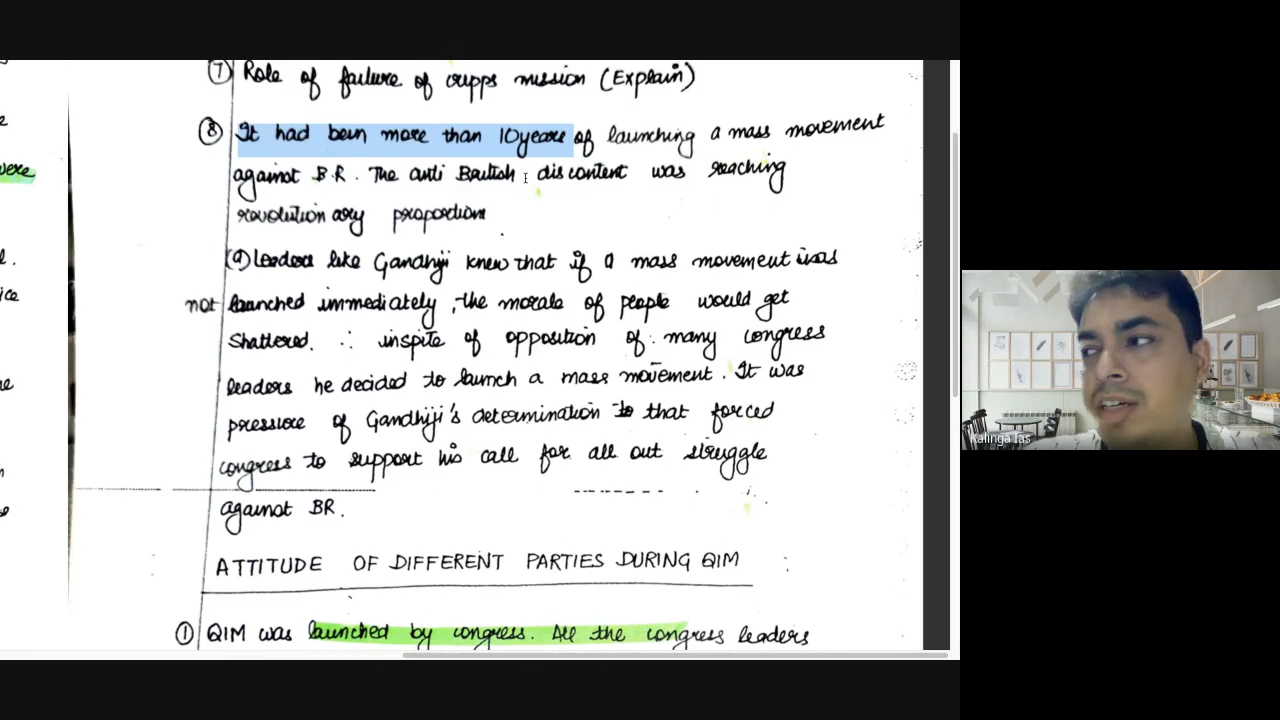 ⑦ Role of failure of cripps mission (Explain)
⑧ It had been more than 10years of launching a mass movement
against B.R. The anti British discontent was reaching
revolutionary proportion
(9) Leaders like Gandhiji knew that if a mass movement was
not launched immediately, the morale of people would get
shattered. ∴ inspite of opposition of many congress
leaders he decided to launch a mass movement. It was
pressure of Gandhiji's determination that forced
congress to support his call for all out struggle
against BR.
ATTITUDE OF DIFFERENT PARTIES DURING QIM
① QIM was launched by congress. All the congress leaders
were
Kalinga Ias